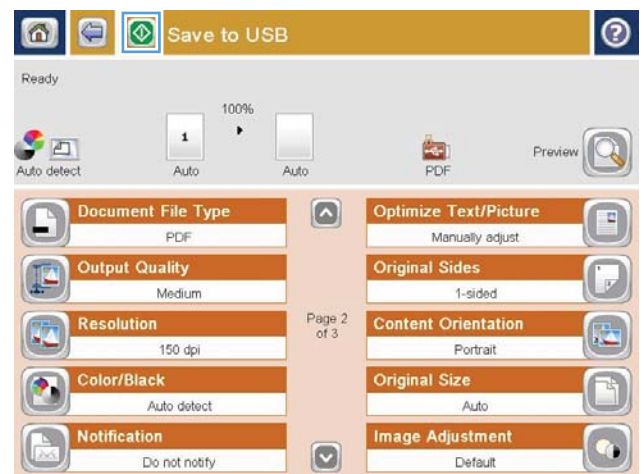 Save to USB
?
Ready
100%
1
Auto detect
Auto
Auto
PDF
Preview
Document File Type
PDF
Output Quality
Medium
Resolution
150 dpi
Color/Black
Auto detect
Notification
Do not notify
Page 2
of 3
Optimize Text/Picture
Manually adjust
Original Sides
1-sided
Content Orientation
Portrait
Original Size
Auto
Image Adjustment
Default